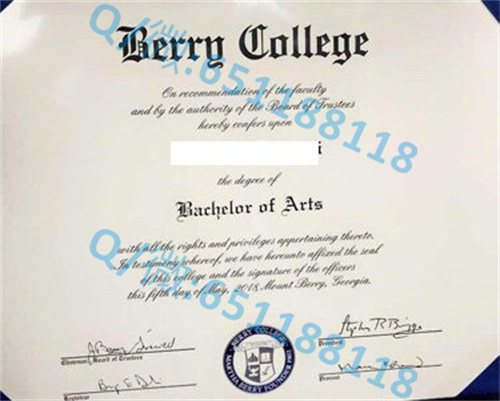 Berry College
On recommendation of the faculty
and by the authority of the Board of Trustees
hereby confers upon
i
the degree of
Bachelor of Arts
with all the rights and privileges appertaining thereto.
In testimony whereof, we have hereunto affixed the seal
of this college and the signature of the officers
this fifth day of May, 2018, Mount Berry, Georgia.
Chairman, Board of Trustees
President
Registrar
Provost
BERRY COLLEGE
MARTHA BERRY FOUNDER 1902
Q/微:651188118
Q/微:651188118